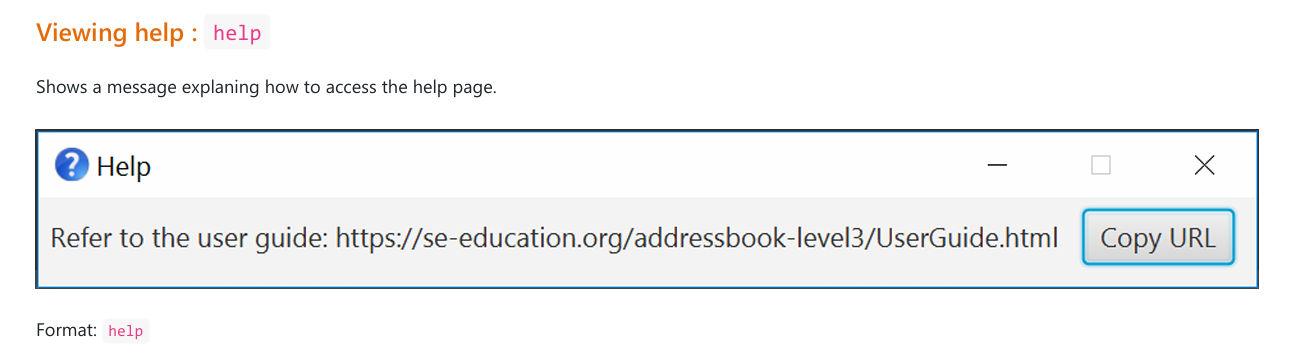 Viewing help : help
Shows a message explaning how to access the help page.
? Help
Refer to the user guide: https://se-education.org/addressbook-level3/UserGuide.html Copy URL
Format: help